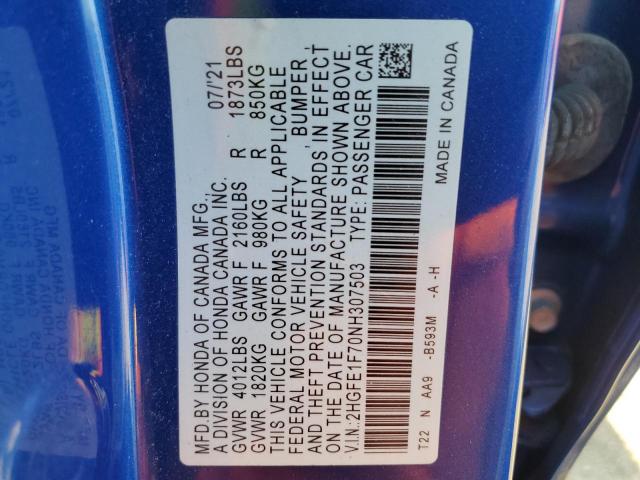 MFD.BY HONDA OF CANADA MFG., 07/21
A DIVISION OF HONDA CANADA INC.
GVWR 4012LBS GAWR F 2160LBS R 1873LBS
GVWR 1820KG GAWR F 980KG R 850KG
THIS VEHICLE CONFORMS TO ALL APPLICABLE
FEDERAL MOTOR VEHICLE SAFETY, BUMPER,
AND THEFT PREVENTION STANDARDS IN EFFECT
ON THE DATE OF MANUFACTURE SHOWN ABOVE.
V.I.N.:2HGFE1F70NH307503 TYPE: PASSENGER CAR
T22 N AA9 -B593M -A -H
MADE IN CANADA